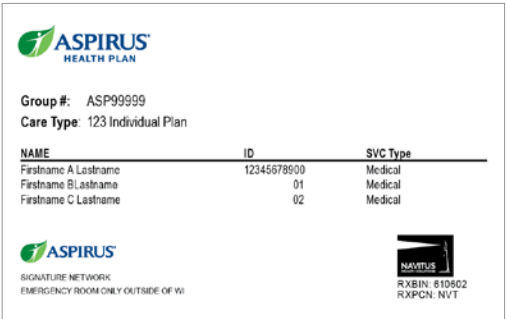 ASPIRUS®
HEALTH PLAN
Group #: ASP99999
Care Type: 123 Individual Plan
NAME ID SVC Type
Firstname A Lastname 12345678900 Medical
Firstname BLastname 01 Medical
Firstname C Lastname 02 Medical
ASPIRUS®
SIGNATURE NETWORK
EMERGENCY ROOM ONLY OUTSIDE OF WI
NAVITUS
HEALTH SOLUTIONS
RXBIN: 610602
RXPCN: NVT